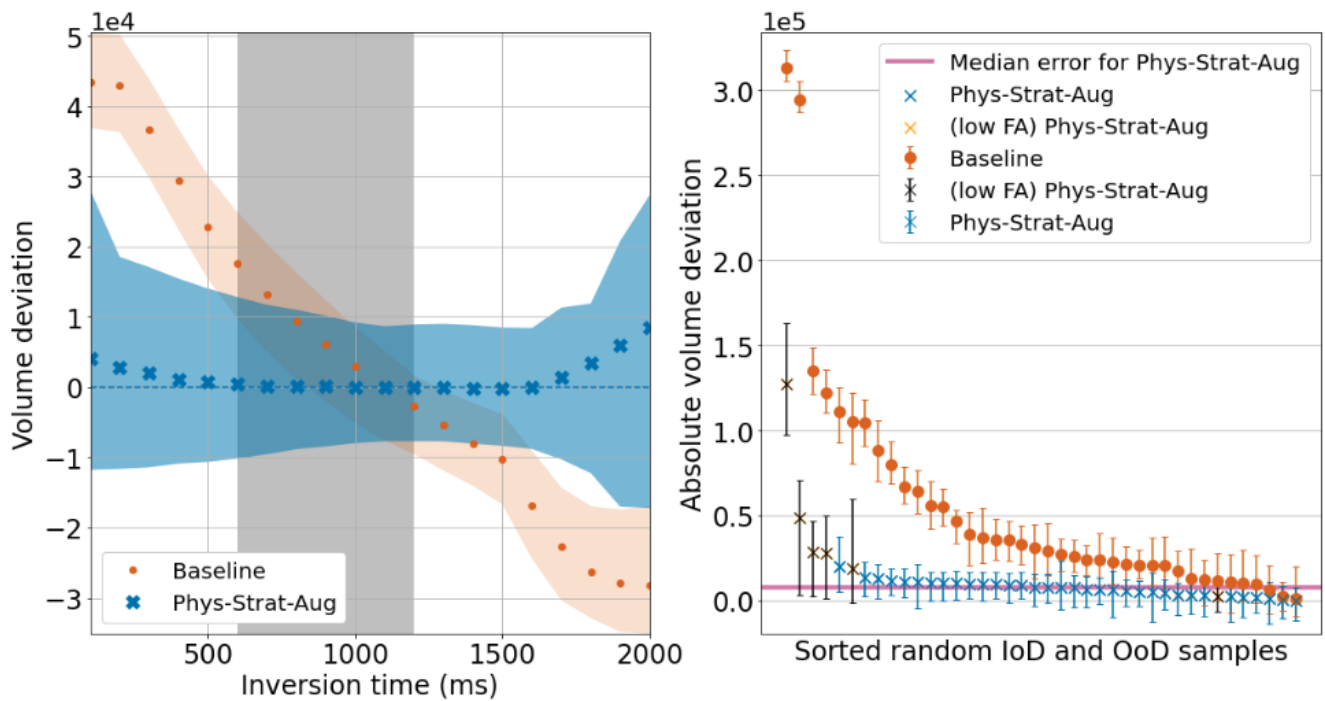 1e4
5
4
3
2
1
0
−1
−2
−3
Volume deviation
500
1000
1500
2000
Inversion time (ms)
Baseline
Phys-Strat-Aug
1e5
3.0
2.5
2.0
1.5
1.0
0.5
0.0
Absolute volume deviation
Sorted random IoD and OoD samples
Median error for Phys-Strat-Aug
Phys-Strat-Aug
(low FA) Phys-Strat-Aug
Baseline
(low FA) Phys-Strat-Aug
Phys-Strat-Aug